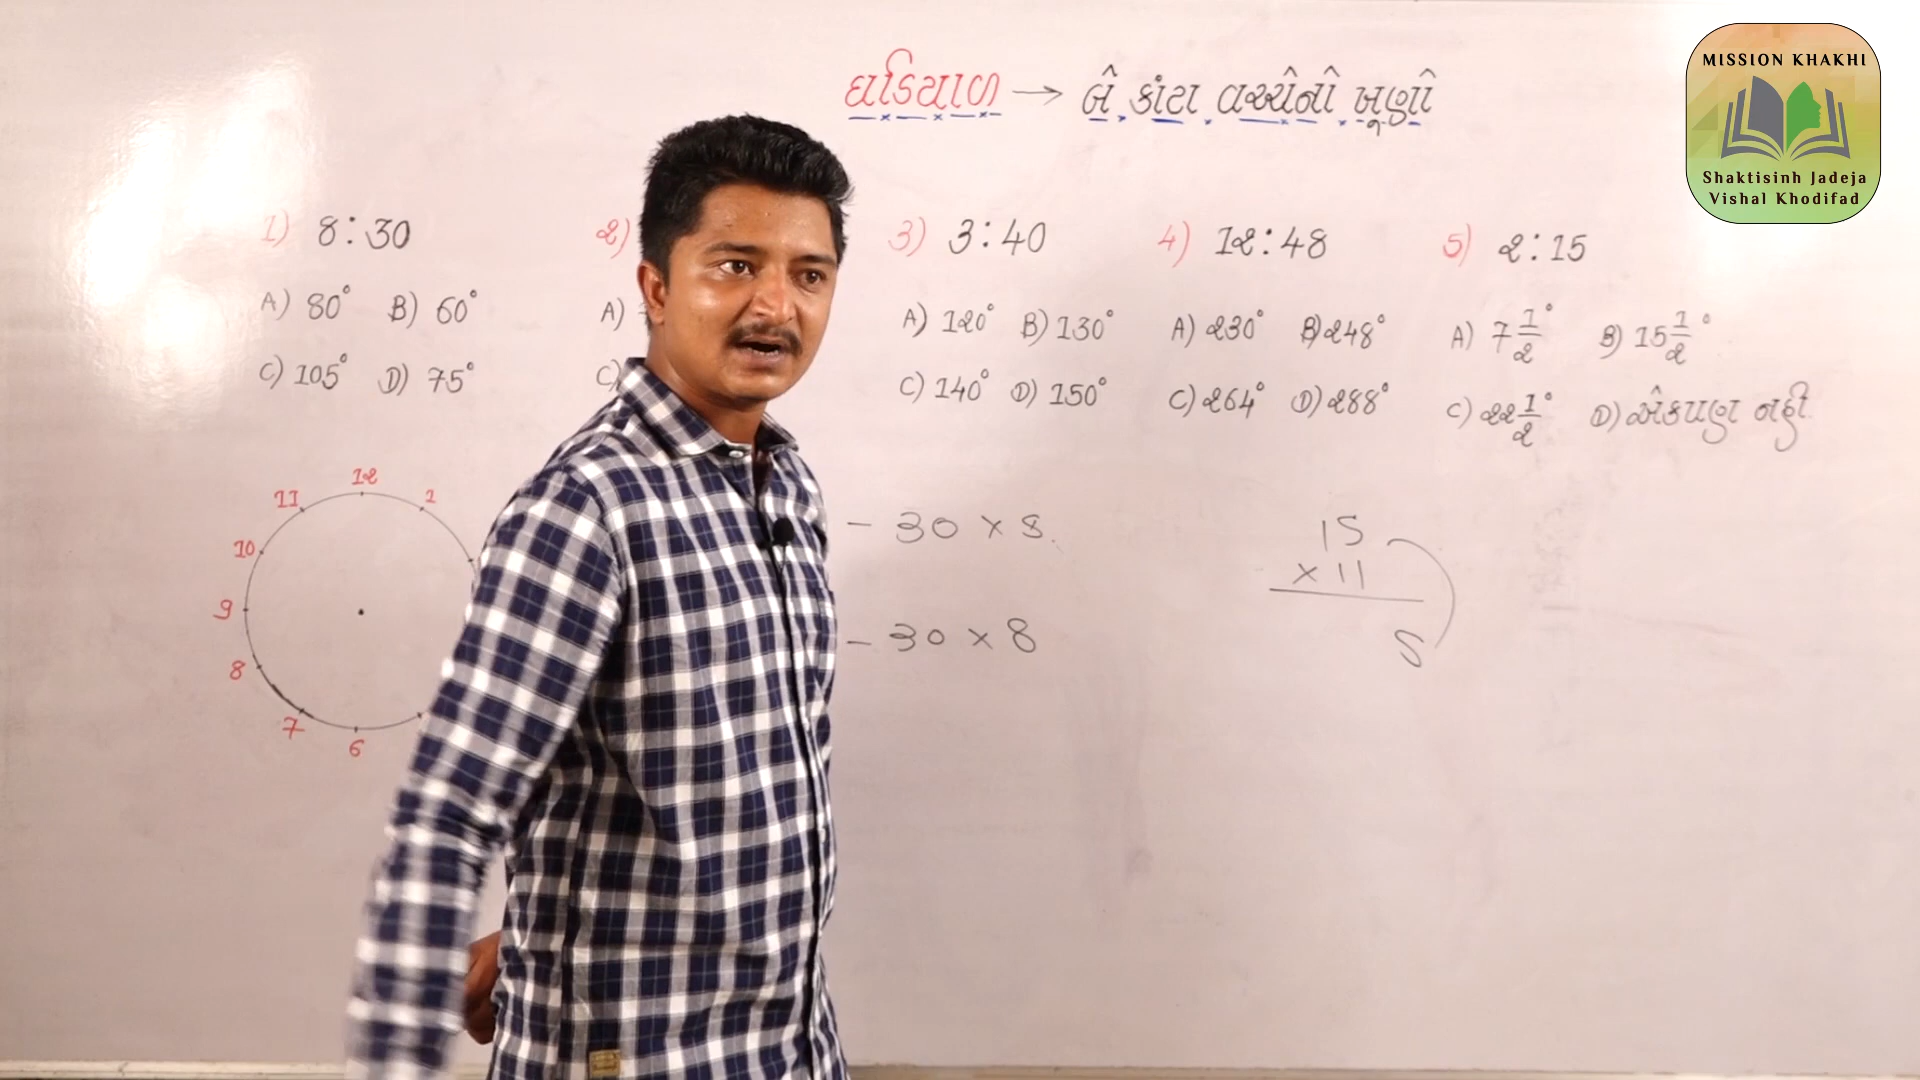 ઘડિયાળ → બે કાંટા વચ્ચેનો ખૂણો
MISSION KHAKHI
Shaktisinh Jadeja
Vishal Khodifad
1) 8:30
A) 80° B) 60°
C) 105° D) 75°
2)
A)
C)
3) 3:40
A) 120° B) 130°
C) 140° D) 150°
4) 12:48
A) 230° B) 248°
C) 264° D) 288°
5) 2:15
A) 7 1/2° B) 15 1/2°
C) 22 1/2° D) એકપણ નહી
12
11
1
10
9
8
7
6
- 30 × 8
- 30 × 8
15
× 11
5